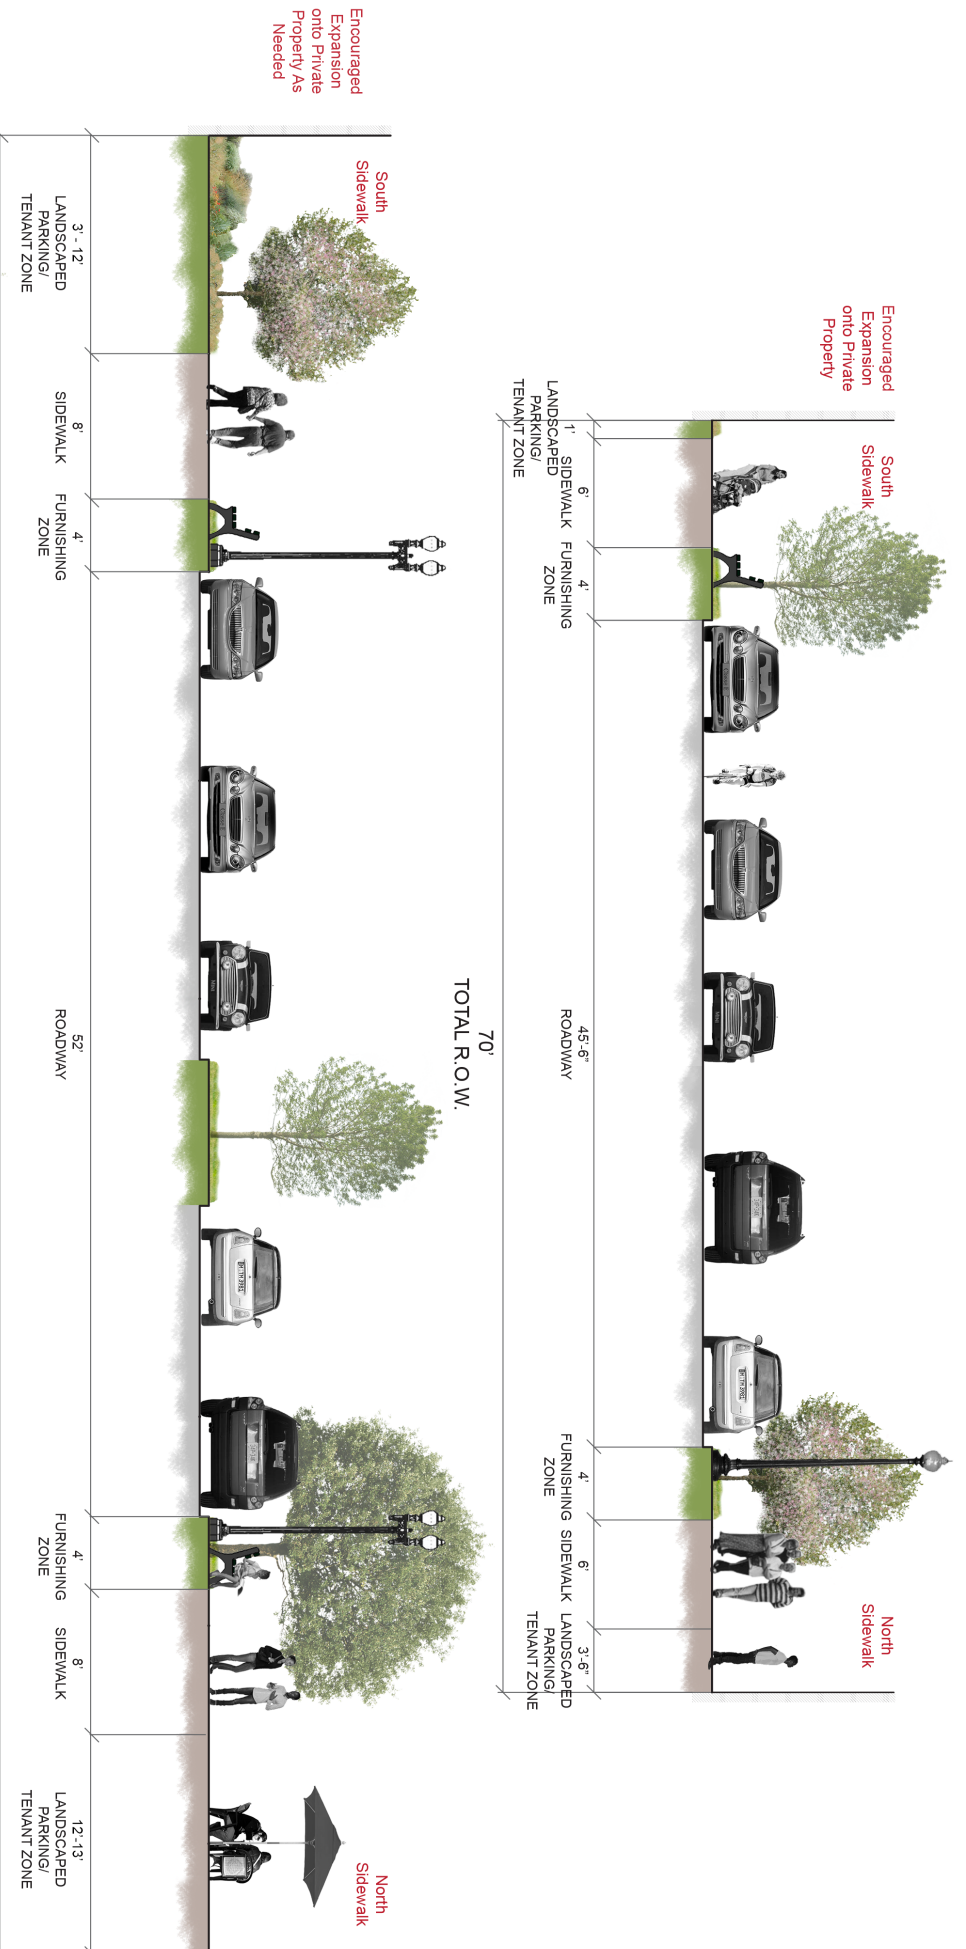 Encouraged
Expansion
onto Private
Property
South
Sidewalk
North
Sidewalk
1'
LANDSCAPED
PARKING/
TENANT ZONE
6'
SIDEWALK
4'
FURNISHING
ZONE
45'-6"
ROADWAY
4'
FURNISHING
ZONE
6'
SIDEWALK
3'-6"
LANDSCAPED
PARKING/
TENANT ZONE
70'
TOTAL R.O.W.
Encouraged
Expansion
onto Private
Property As
Needed
South
Sidewalk
North
Sidewalk
3' - 12'
LANDSCAPED
PARKING/
TENANT ZONE
8'
SIDEWALK
4'
FURNISHING
ZONE
52'
ROADWAY
4'
FURNISHING
ZONE
8'
SIDEWALK
12'-13'
LANDSCAPED
PARKING/
TENANT ZONE